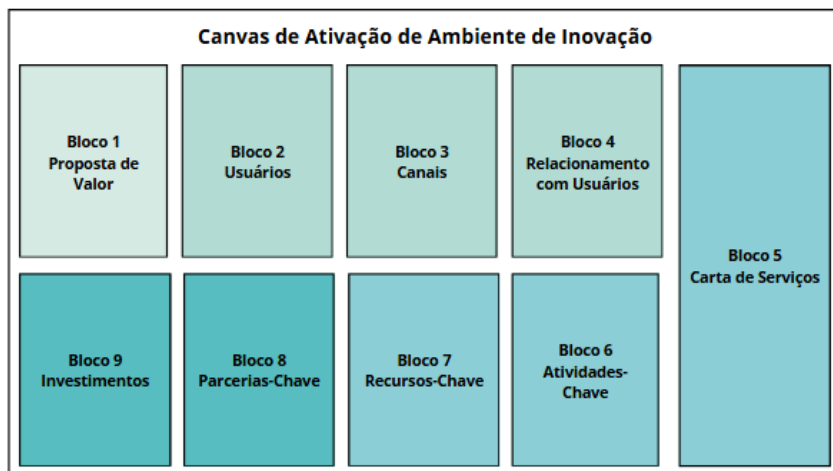 Canvas de Ativação de Ambiente de Inovação
Bloco 1
Proposta de
Valor
Bloco 2
Usuários
Bloco 3
Canais
Bloco 4
Relacionamento
com Usuários
Bloco 5
Carta de Serviços
Bloco 9
Investimentos
Bloco 8
Parcerias-Chave
Bloco 7
Recursos-Chave
Bloco 6
Atividades-
Chave